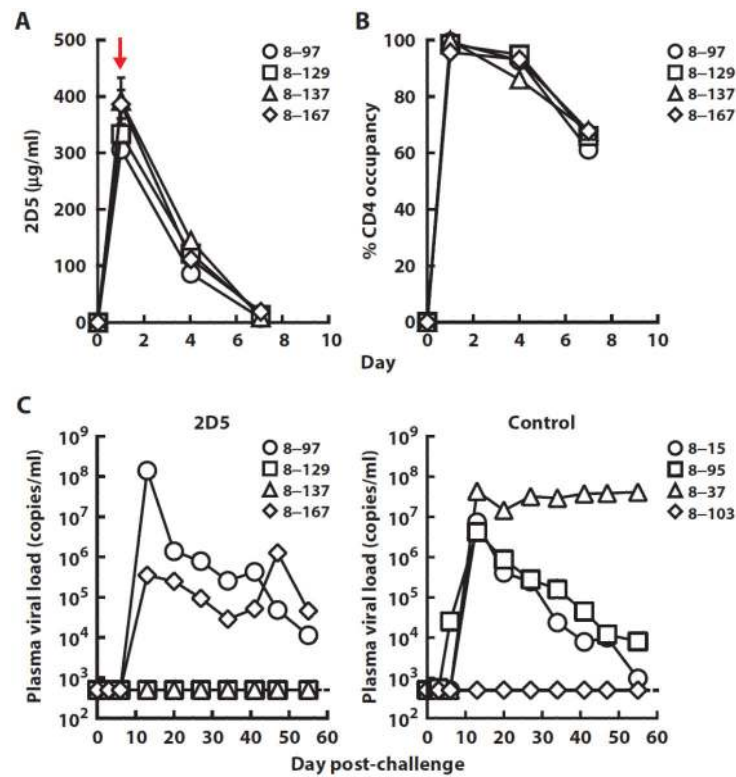 A
2D5 (μg/ml)
500
400
300
200
100
0
0 2 4 6 8 10
8–97
8–129
8–137
8–167
B
% CD4 occupancy
100
80
60
40
20
0
0 2 4 6 8 10
8–97
8–129
8–137
8–167
Day
C
2D5
Plasma viral load (copies/ml)
10⁹
10⁸
10⁷
10⁶
10⁵
10⁴
10³
10²
0 10 20 30 40 50 60
8–97
8–129
8–137
8–167
Control
Plasma viral load (copies/ml)
10⁹
10⁸
10⁷
10⁶
10⁵
10⁴
10³
10²
0 10 20 30 40 50 60
8–15
8–95
8–37
8–103
Day post-challenge